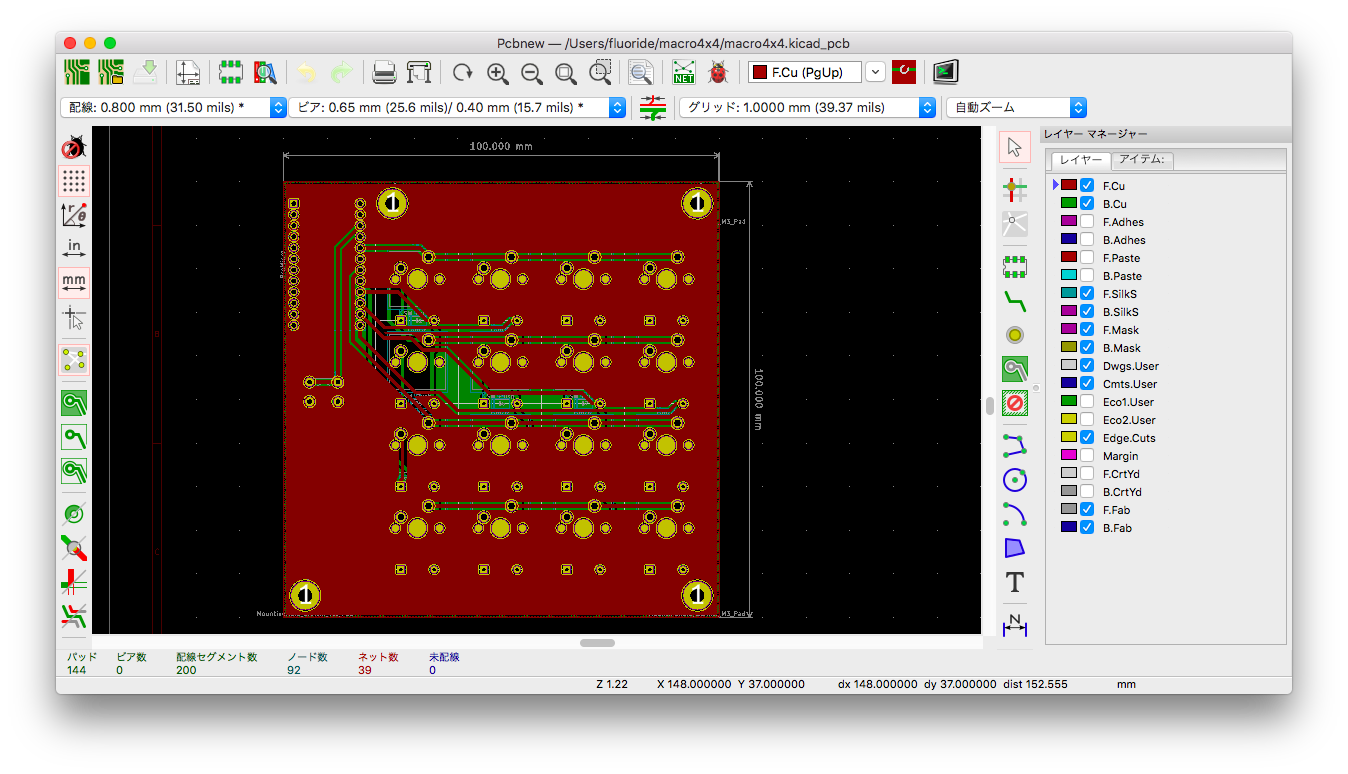 Pcbnew — /Users/fluoride/macro4x4/macro4x4.kicad_pcb
NET
F.Cu (PgUp)
配線: 0.800 mm (31.50 mils) *
ビア: 0.65 mm (25.6 mils)/ 0.40 mm (15.7 mils) *
グリッド: 1.0000 mm (39.37 mils)
自動ズーム
in
mm
100.000 mm
1
1
M3_Pad
100.000 mm
1
1
M3_Pad
T
N
レイヤー マネージャー
レイヤー
アイテム:
F.Cu
B.Cu
F.Adhes
B.Adhes
F.Paste
B.Paste
F.SilkS
B.SilkS
F.Mask
B.Mask
Dwgs.User
Cmts.User
Eco1.User
Eco2.User
Edge.Cuts
Margin
F.CrtYd
B.CrtYd
F.Fab
B.Fab
パッド ビア数 配線セグメント数 ノード数 ネット数 未配線
144 0 200 92 39 0
Z 1.22 X 148.000000 Y 37.000000 dx 148.000000 dy 37.000000 dist 152.555 mm